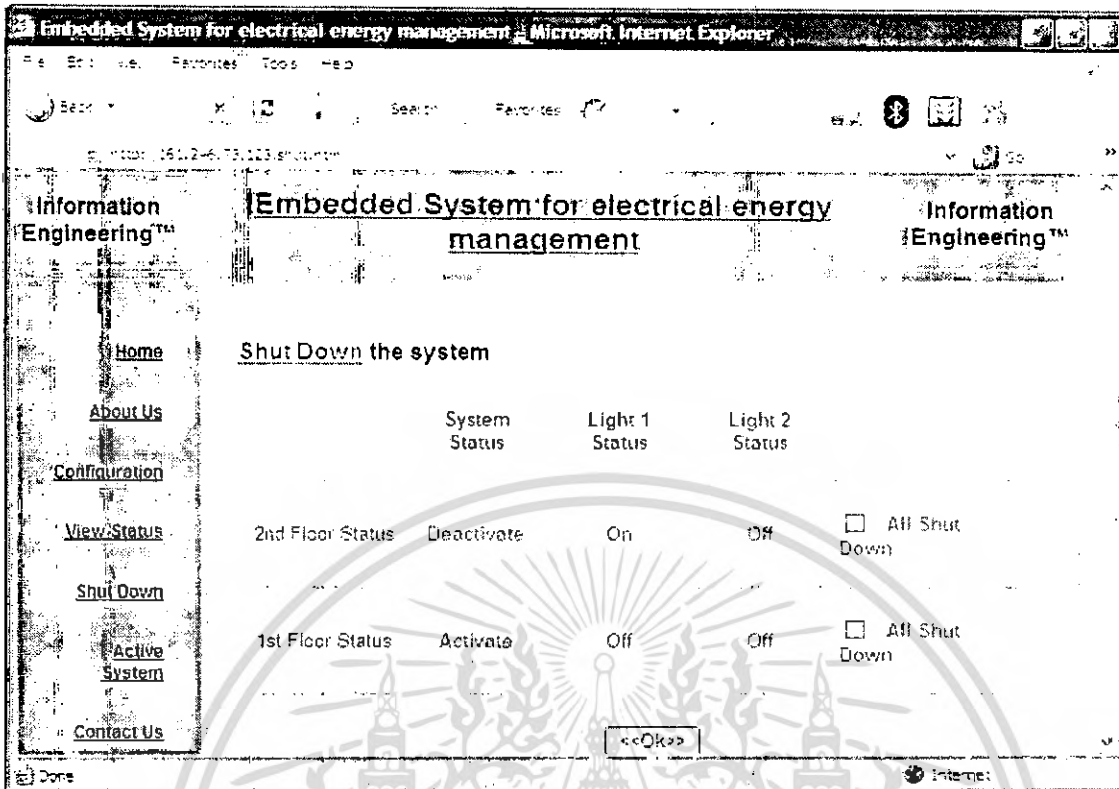 Embedded System for electrical energy management - Microsoft Internet Explorer
Favorites Tools Help
Back Search Favorites
Go
Information Engineering™
Embedded System for electrical energy
management
Information Engineering™
Home
About Us
Configuration
View Status
Shut Down
Active System
Contact Us
Shut Down the system
System Status Light 1 Status Light 2 Status
2nd Floor Status Deactivate On Off All Shut Down
1st Floor Status Activate Off Off All Shut Down
<<Ok>>
Done Internet